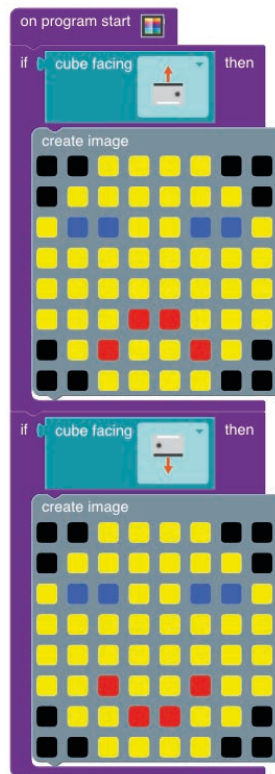 on program start
if cube facing then
create image
if cube facing then
create image